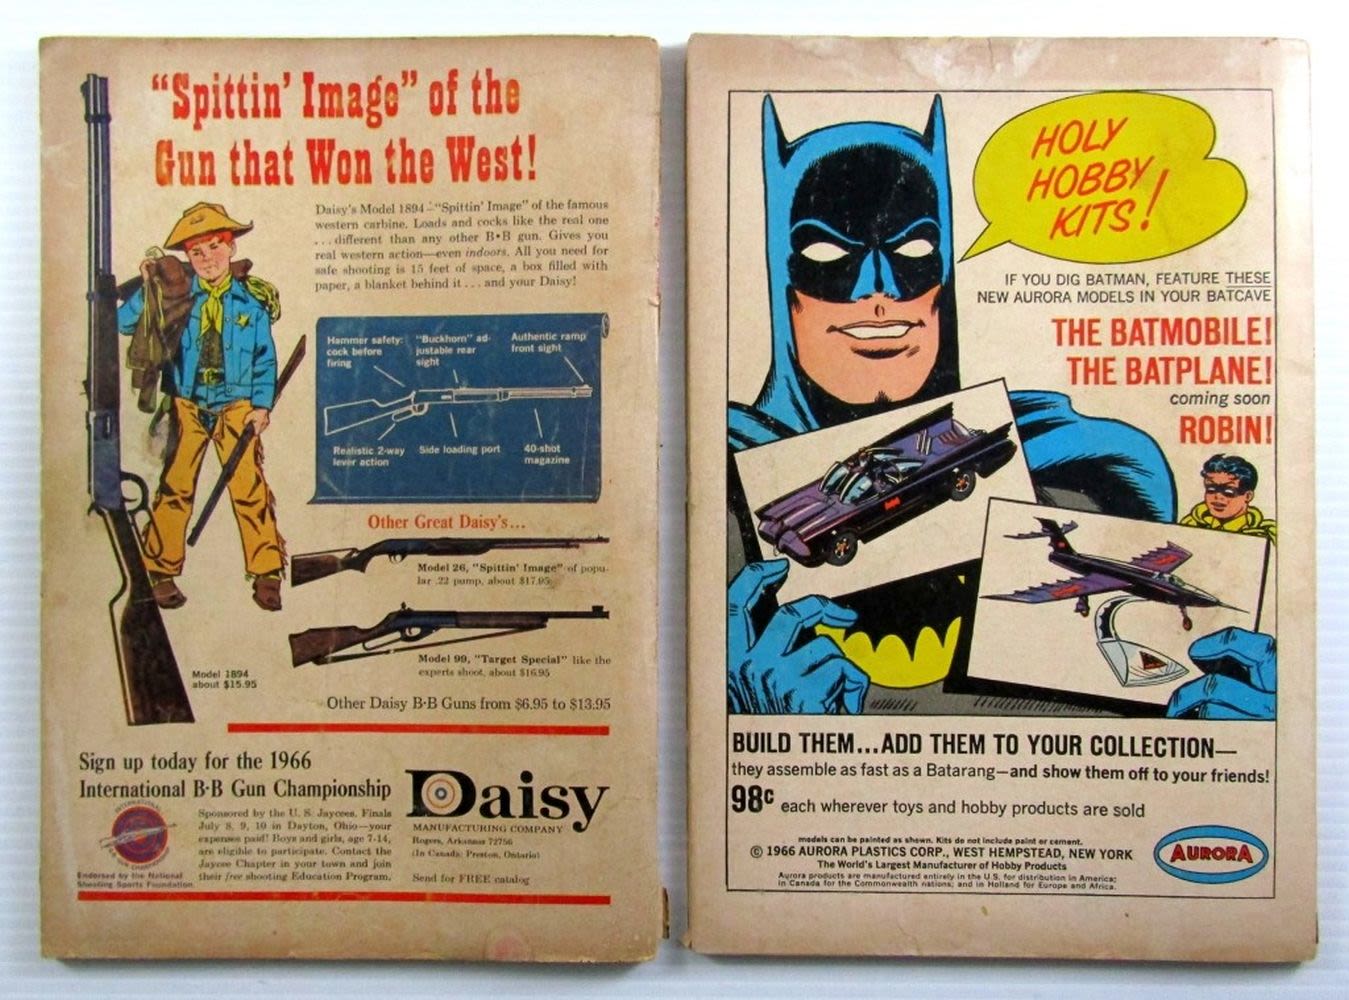 "Spittin' Image" of the
Gun that Won the West!
Daisy's Model 1894—"Spittin' Image" of the famous
western carbine. Loads and cocks like the real one
...different than any other B•B gun. Gives you
real western action—even indoors. All you need for
safe shooting is 15 feet of space, a box filled with
paper, a blanket behind it...and your Daisy!
Hammer safety:
cock before
firing
"Buckhorn" ad-
justable rear
sight
Authentic ramp
front sight
Realistic 2-way
lever action
Side loading port
40-shot
magazine
Other Great Daisy's...
Model 26, "Spittin' Image" of popu-
lar .22 pump, about $17.95
Model 99, "Target Special" like the
experts shoot, about $16.95
Model 1894
about $15.95
Other Daisy B·B Guns from $6.95 to $13.95
Sign up today for the 1966
International B·B Gun Championship
Sponsored by the U. S. Jaycees. Finals
July 8, 9, 10 in Dayton, Ohio—your
expenses paid! Boys and girls, age 7-14,
are eligible to participate. Contact the
Jaycee Chapter in your town and join
their free shooting Education Program.
INTERNATIONAL
Endorsed by the National
Shooting Sports Foundation
Daisy
MANUFACTURING COMPANY
Rogers, Arkansas 72756
(In Canada: Preston, Ontario)
Send for FREE catalog
HOLY
HOBBY
KITS!
IF YOU DIG BATMAN, FEATURE THESE
NEW AURORA MODELS IN YOUR BATCAVE
THE BATMOBILE!
THE BATPLANE!
coming soon
ROBIN!
BUILD THEM...ADD THEM TO YOUR COLLECTION—
they assemble as fast as a Batarang—and show them off to your friends!
98c each wherever toys and hobby products are sold
models can be painted as shown. Kits do not include paint or cement.
© 1966 AURORA PLASTICS CORP., WEST HEMPSTEAD, NEW YORK
The World's Largest Manufacturer of Hobby Products
Aurora products are manufactured entirely in the U.S. for distribution in America;
in Canada for the Commonwealth nations; and in Holland for Europe and Africa.
AURORA